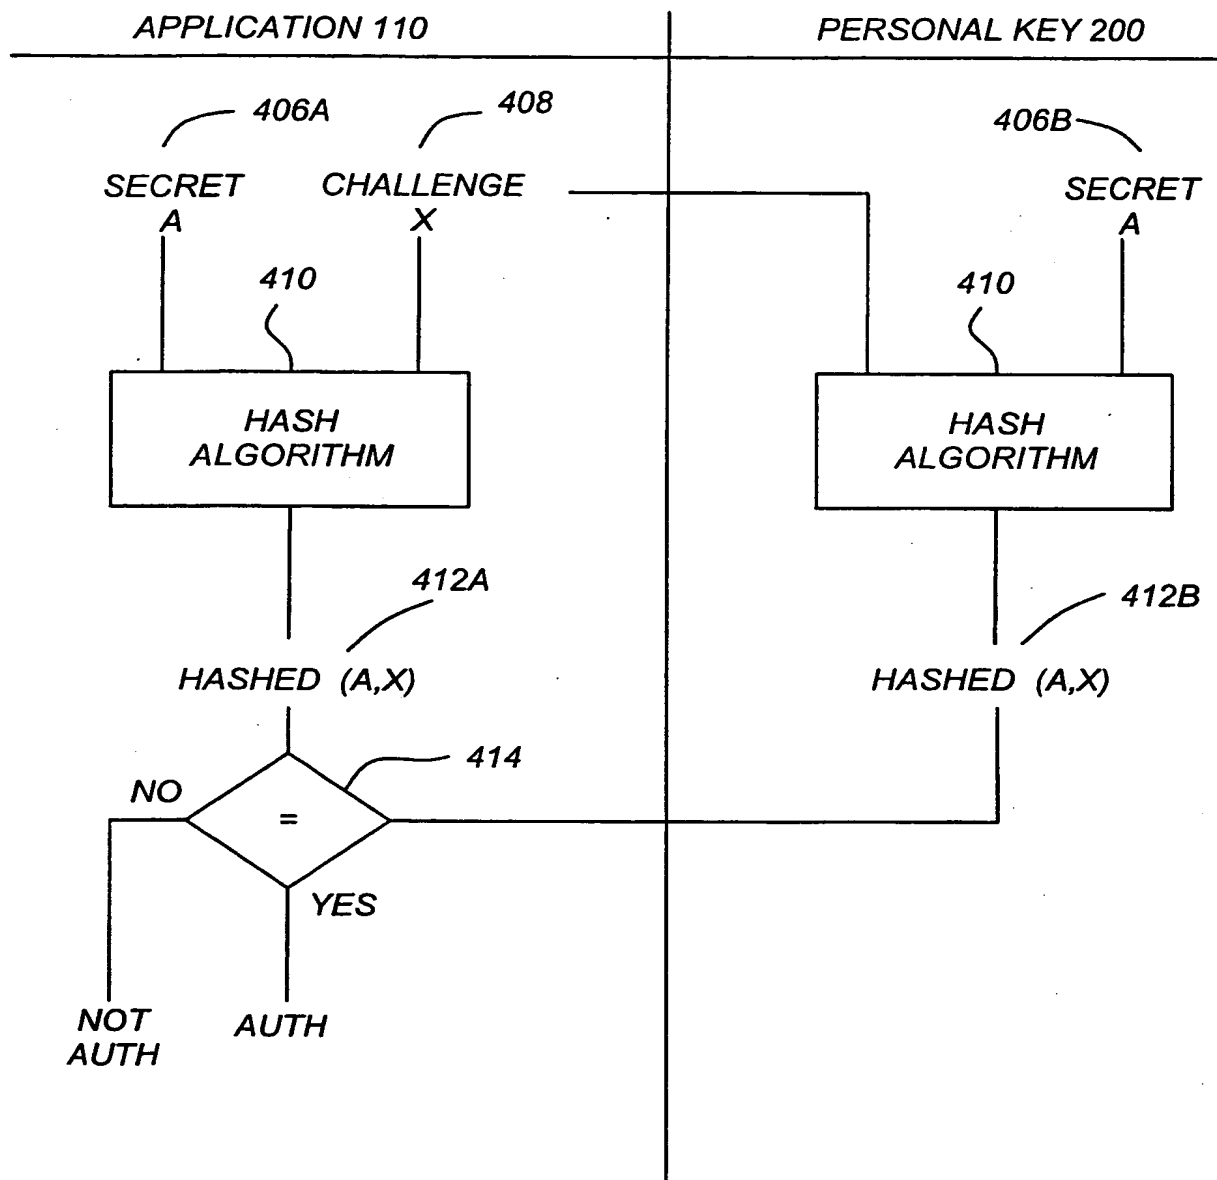 APPLICATION 110
PERSONAL KEY 200
406A
408
406B
SECRET
A
CHALLENGE
X
SECRET
A
410
410
HASH
ALGORITHM
HASH
ALGORITHM
412A
412B
HASHED (A,X)
HASHED (A,X)
414
NO
=
YES
NOT
AUTH
AUTH